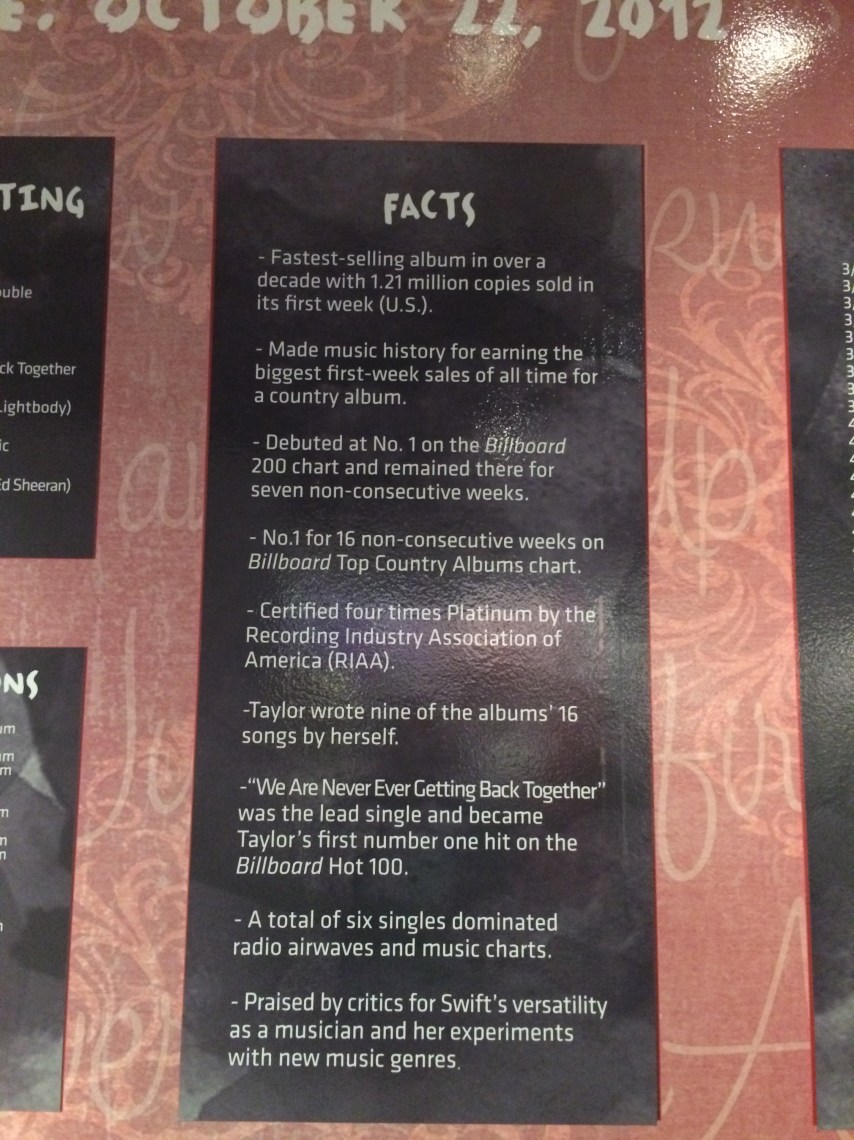 E: OCTOBER 22, 2012
TING
ouble
ck Together
Lightbody)
ic
Ed Sheeran)
NS
um
um
m
m
m
n
FACTS
- Fastest-selling album in over a
decade with 1.21 million copies sold in
its first week (U.S.).
- Made music history for earning the
biggest first-week sales of all time for
a country album.
- Debuted at No. 1 on the Billboard
200 chart and remained there for
seven non-consecutive weeks.
- No.1 for 16 non-consecutive weeks on
Billboard Top Country Albums chart.
- Certified four times Platinum by the
Recording Industry Association of
America (RIAA).
-Taylor wrote nine of the albums' 16
songs by herself.
-"We Are Never Ever Getting Back Together"
was the lead single and became
Taylor's first number one hit on the
Billboard Hot 100.
- A total of six singles dominated
radio airwaves and music charts.
- Praised by critics for Swift's versatility
as a musician and her experiments
with new music genres.